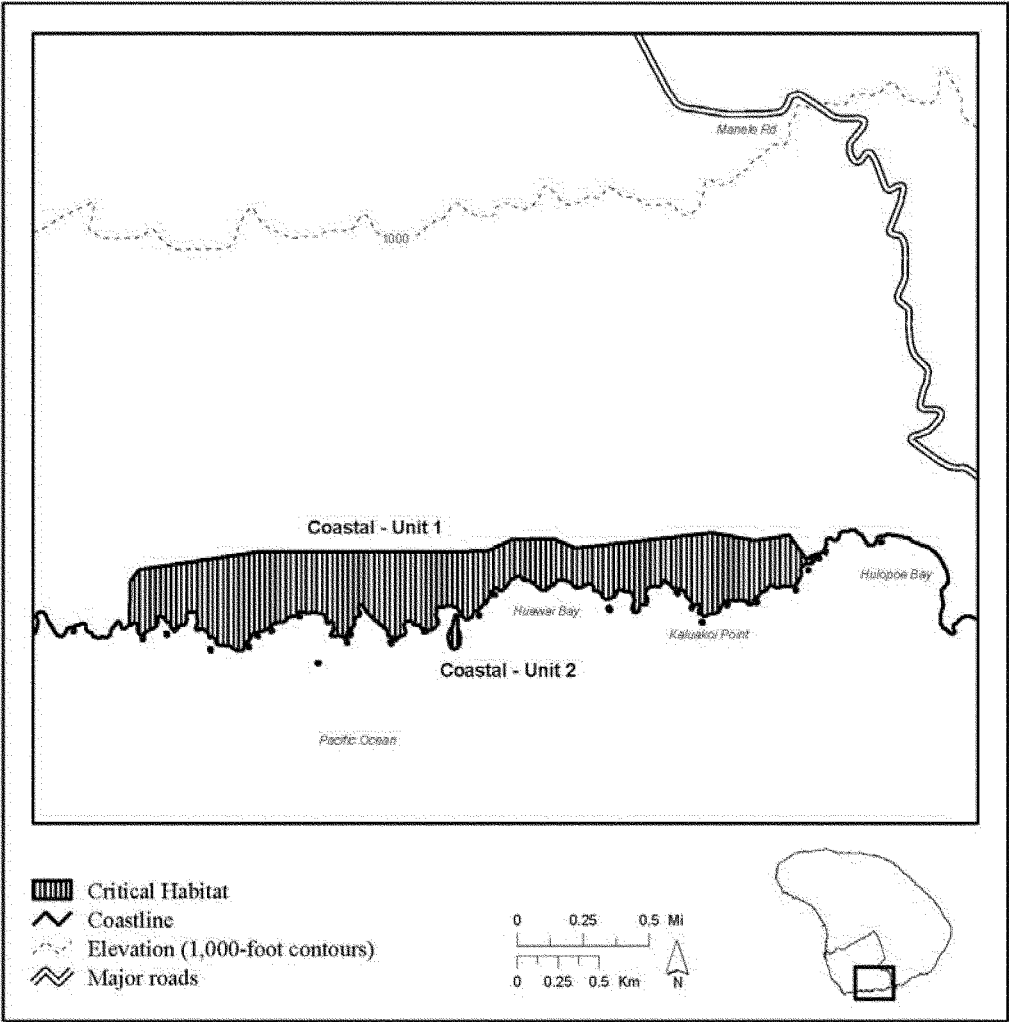 Manele Rd
1000
Coastal - Unit 1
Hulopoe Bay
Huawai Bay
Kaluakoi Point
Coastal - Unit 2
Pacific Ocean
Critical Habitat
Coastline
Elevation (1,000-foot contours)
Major roads
0 0.25 0.5 Mi
0 0.25 0.5 Km
N